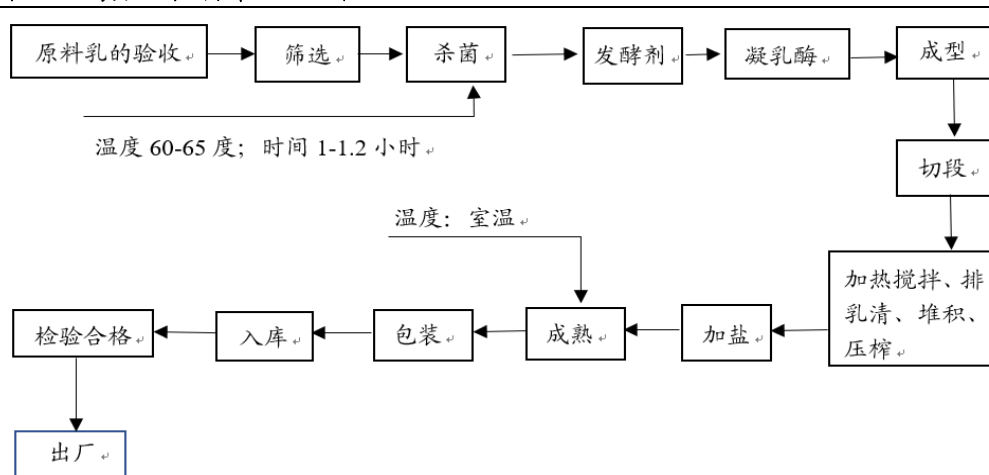 原料乳的验收
筛选
杀菌
发酵剂
凝乳酶
成型
温度 60-65 度；时间 1-1.2 小时
切段
温度：室温
加热搅拌、排
乳清、堆积、
压榨
加盐
成熟
包装
入库
检验合格
出厂